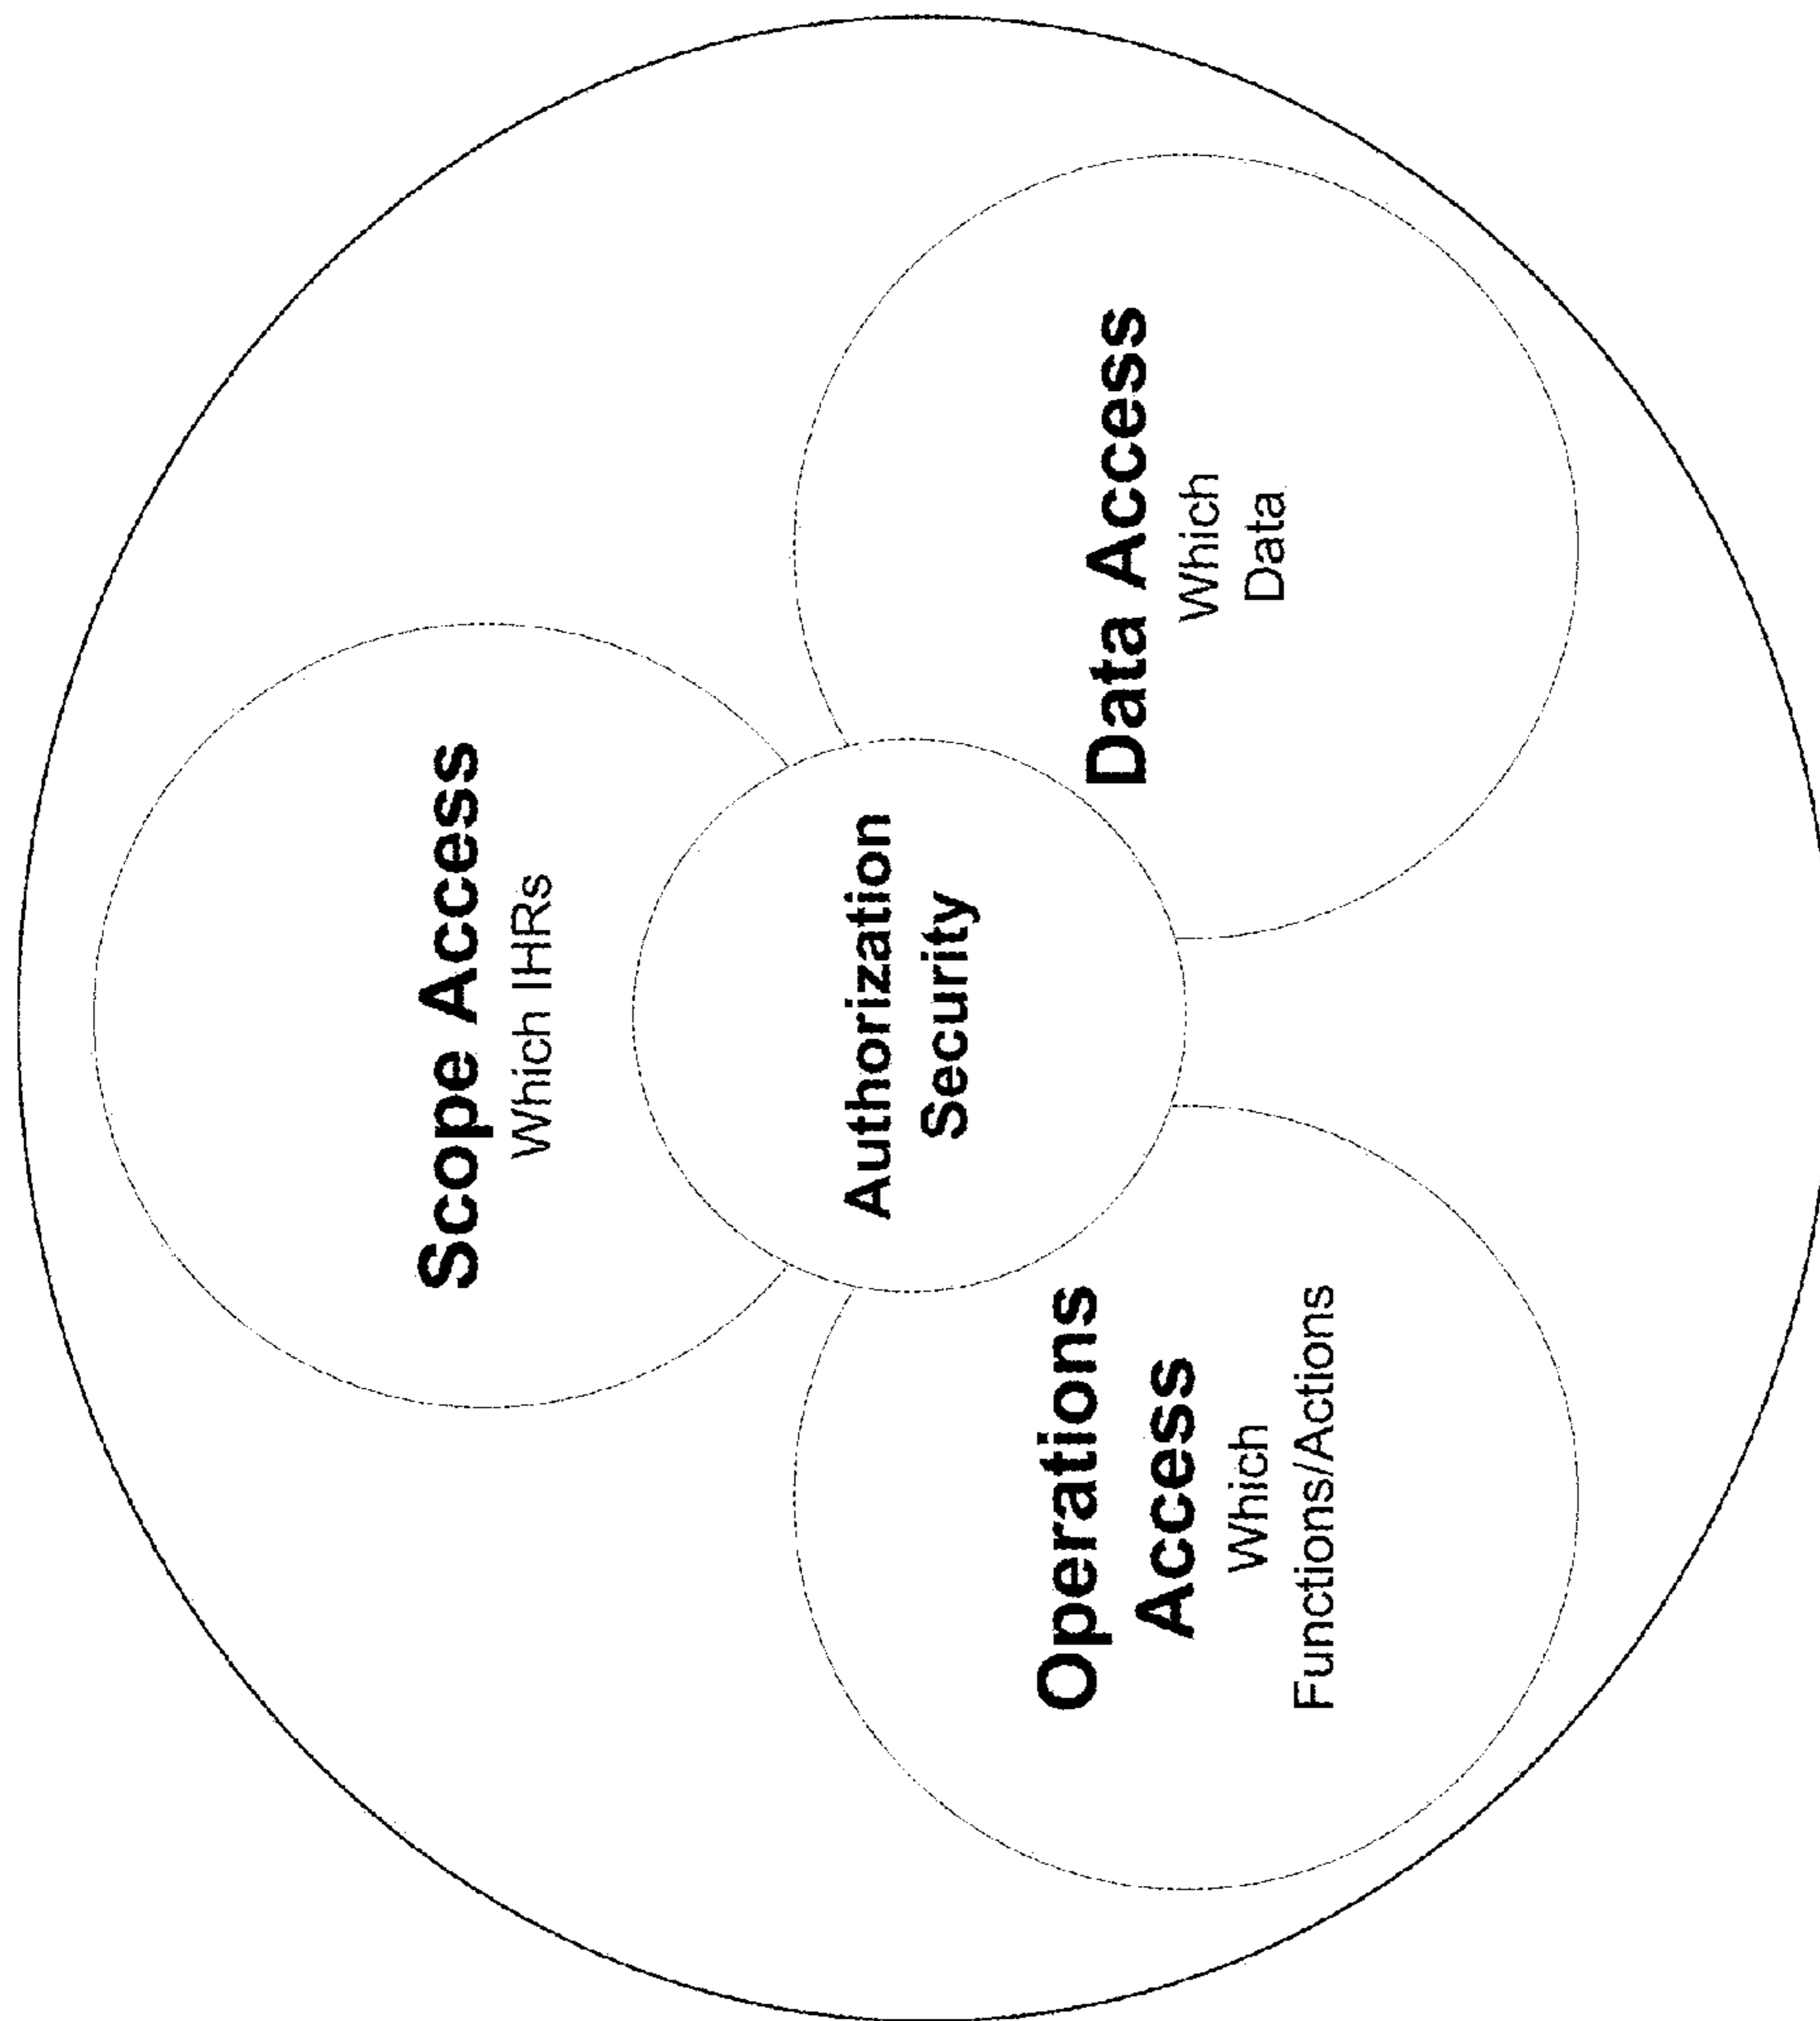 Scope Access
Which IHRs
Authorization
Security
Operations
Access
Which
Functions/Actions
Data Access
Which
Data